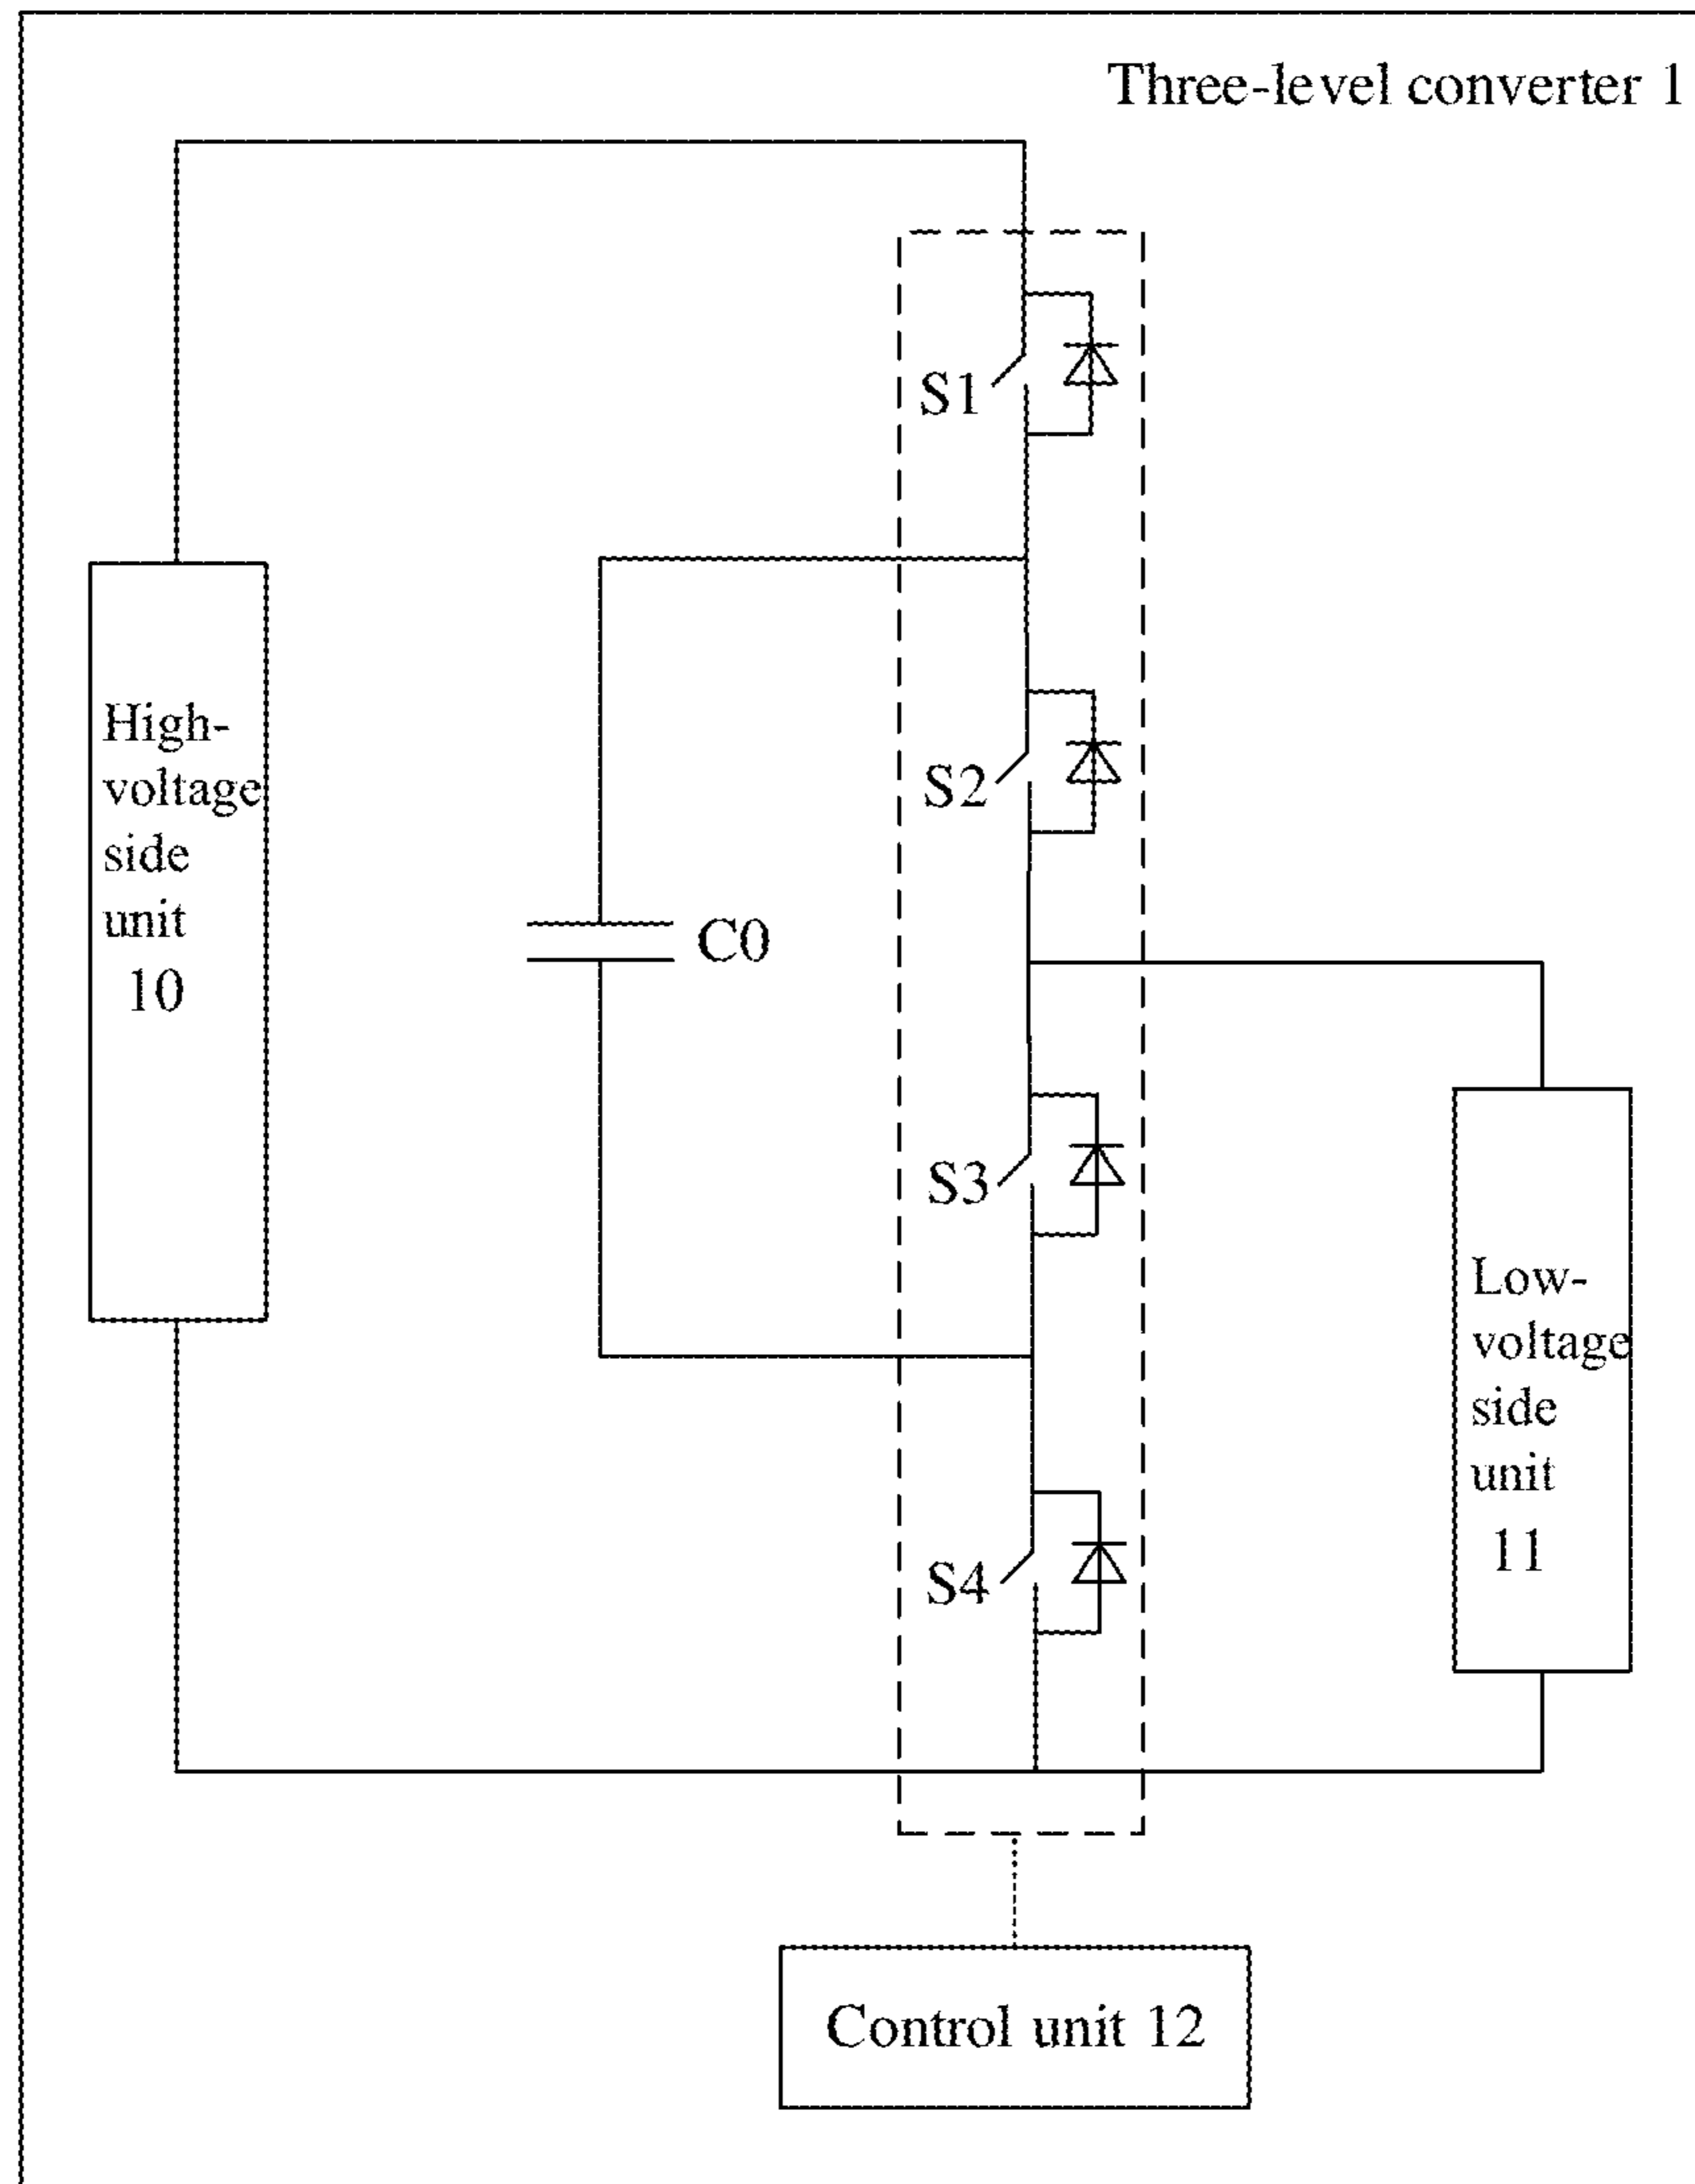 Three-level converter 1
S1
High-
voltage
side
unit
10
S2
C0
S3
Low-
voltage
side
unit
11
S4
Control unit 12